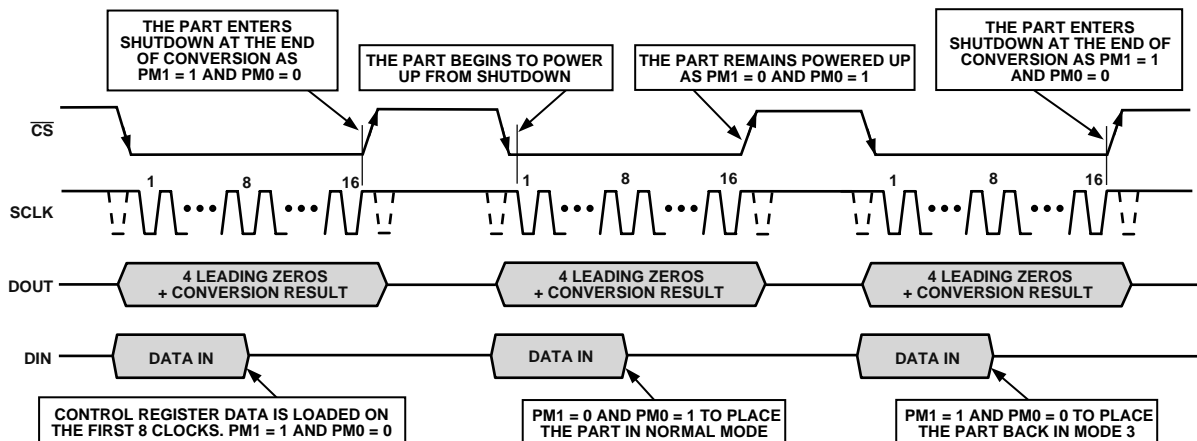 THE PART ENTERS
SHUTDOWN AT THE END
OF CONVERSION AS
PM1 = 1 AND PM0 = 0
THE PART BEGINS TO POWER
UP FROM SHUTDOWN
THE PART REMAINS POWERED UP
AS PM1 = 0 AND PM0 = 1
THE PART ENTERS
SHUTDOWN AT THE END OF
CONVERSION AS PM1 = 1
AND PM0 = 0
CS
1 8 16 1 8 16 1 8 16
SCLK
DOUT
4 LEADING ZEROS
+ CONVERSION RESULT
4 LEADING ZEROS
+ CONVERSION RESULT
4 LEADING ZEROS
+ CONVERSION RESULT
DIN
DATA IN
DATA IN
DATA IN
CONTROL REGISTER DATA IS LOADED ON
THE FIRST 8 CLOCKS. PM1 = 1 AND PM0 = 0
PM1 = 0 AND PM0 = 1 TO PLACE
THE PART IN NORMAL MODE
PM1 = 1 AND PM0 = 0 TO PLACE
THE PART BACK IN MODE 3